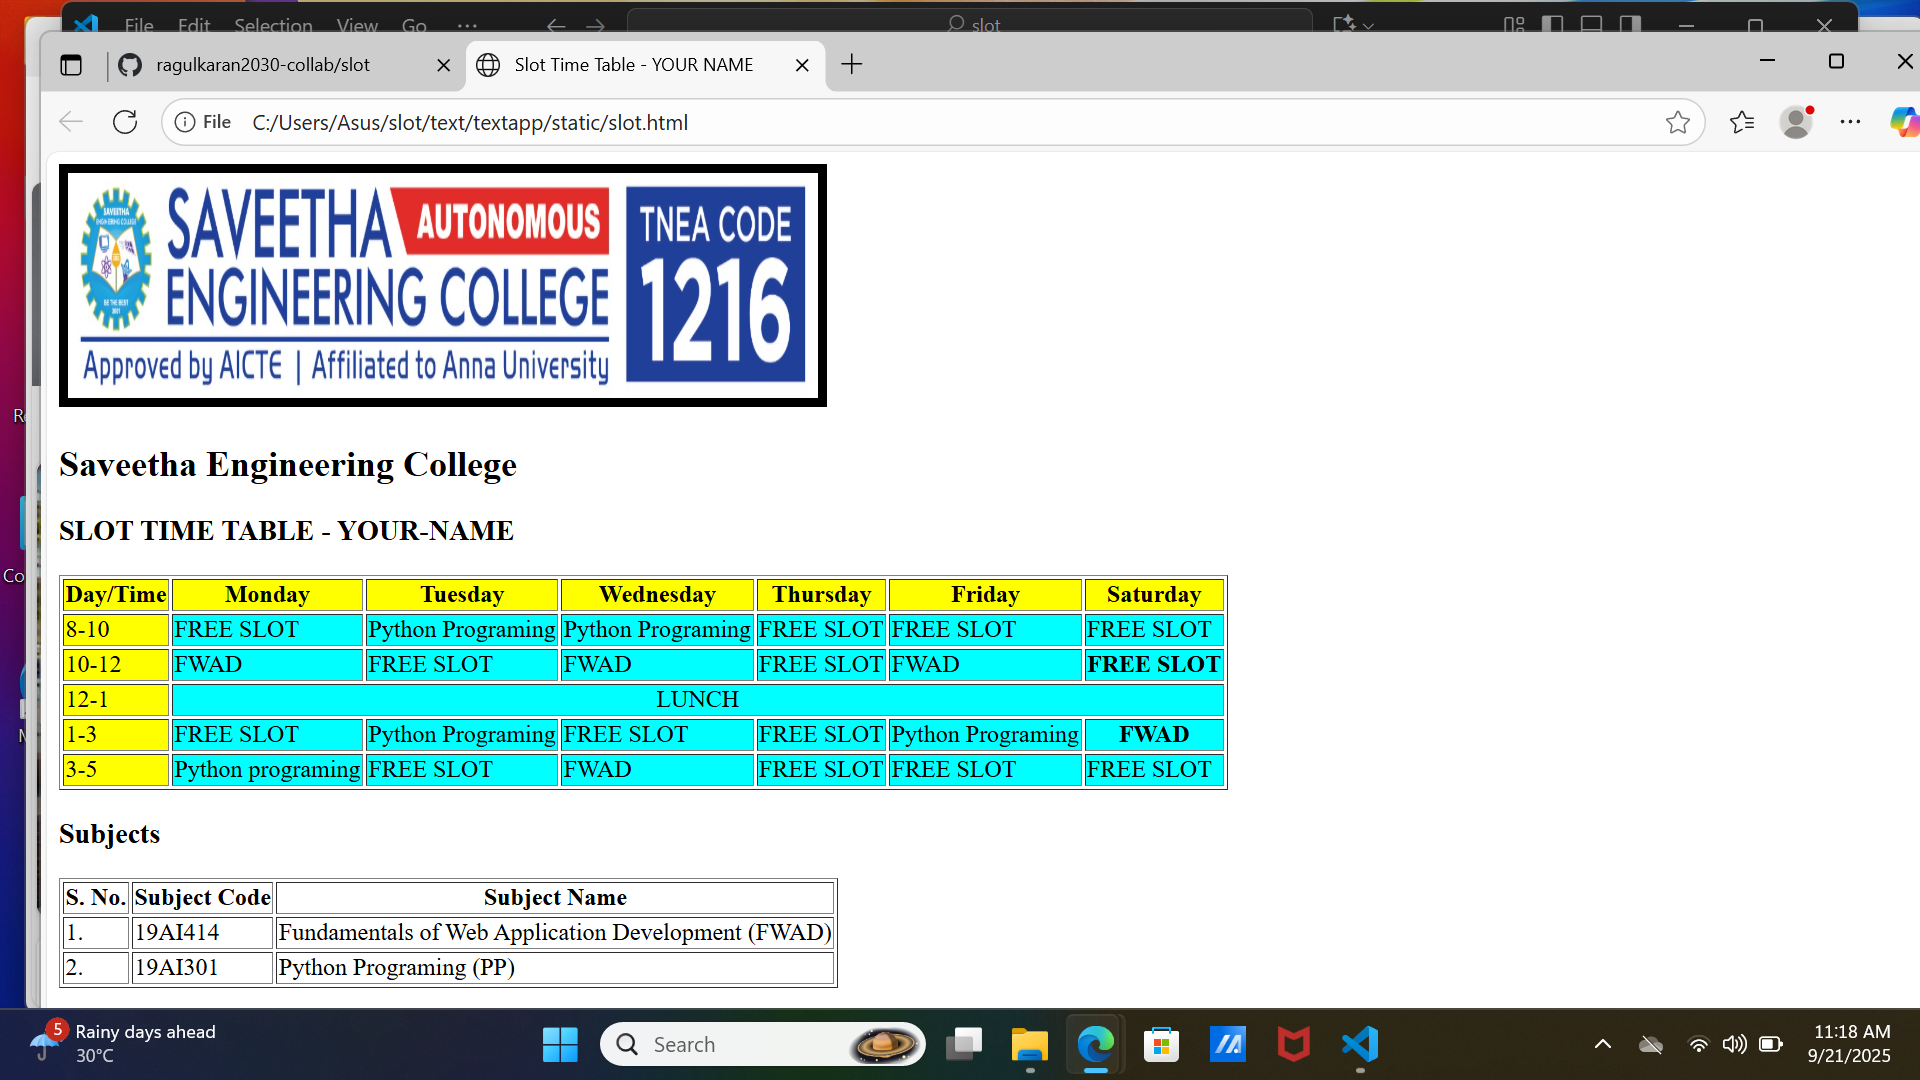 File Edit Selection View Go ... slot
ragulkaran2030-collab/slot Slot Time Table - YOUR NAME
File C:/Users/Asus/slot/text/textapp/static/slot.html
SAVEETHA AUTONOMOUS
ENGINEERING COLLEGE
Approved by AICTE | Affiliated to Anna University
TNEA CODE
1216
Saveetha Engineering College
SLOT TIME TABLE - YOUR-NAME
Day/Time Monday Tuesday Wednesday Thursday Friday Saturday
8-10 FREE SLOT Python Programing Python Programing FREE SLOT FREE SLOT FREE SLOT
10-12 FWAD FREE SLOT FWAD FREE SLOT FWAD FREE SLOT
12-1 LUNCH
1-3 FREE SLOT Python Programing FREE SLOT FREE SLOT Python Programing FWAD
3-5 Python programing FREE SLOT FWAD FREE SLOT FREE SLOT FREE SLOT
Subjects
S. No. Subject Code Subject Name
1. 19AI414 Fundamentals of Web Application Development (FWAD)
2. 19AI301 Python Programing (PP)
5 Rainy days ahead
30°C
Search
11:18 AM
9/21/2025